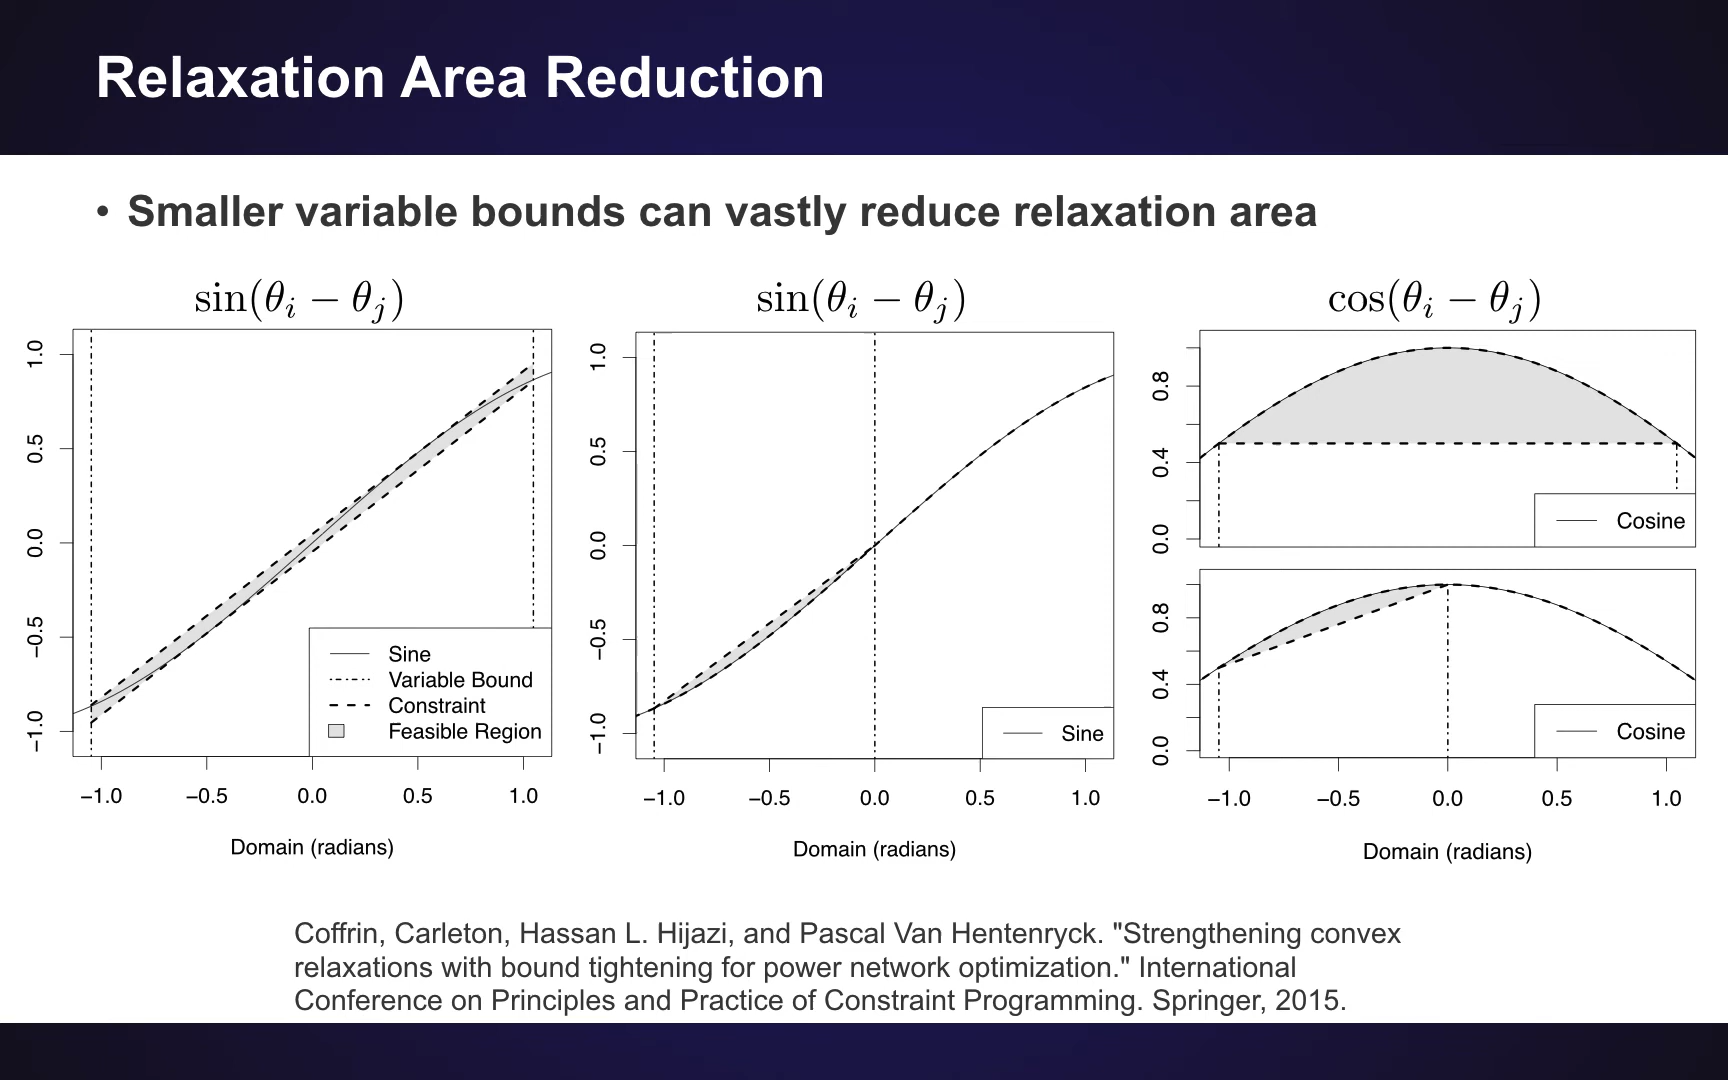 Relaxation Area Reduction
• Smaller variable bounds can vastly reduce relaxation area
sin(θi − θj)
1.0
0.5
0.0
−0.5
−1.0
Sine
Variable Bound
Constraint
Feasible Region
−1.0 −0.5 0.0 0.5 1.0
Domain (radians)
sin(θi − θj)
1.0
0.5
0.0
−0.5
−1.0
Sine
−1.0 −0.5 0.0 0.5 1.0
Domain (radians)
cos(θi − θj)
0.8
0.4
0.0
Cosine
0.8
0.4
0.0
Cosine
−1.0 −0.5 0.0 0.5 1.0
Domain (radians)
Coffrin, Carleton, Hassan L. Hijazi, and Pascal Van Hentenryck. "Strengthening convex
relaxations with bound tightening for power network optimization." International
Conference on Principles and Practice of Constraint Programming. Springer, 2015.